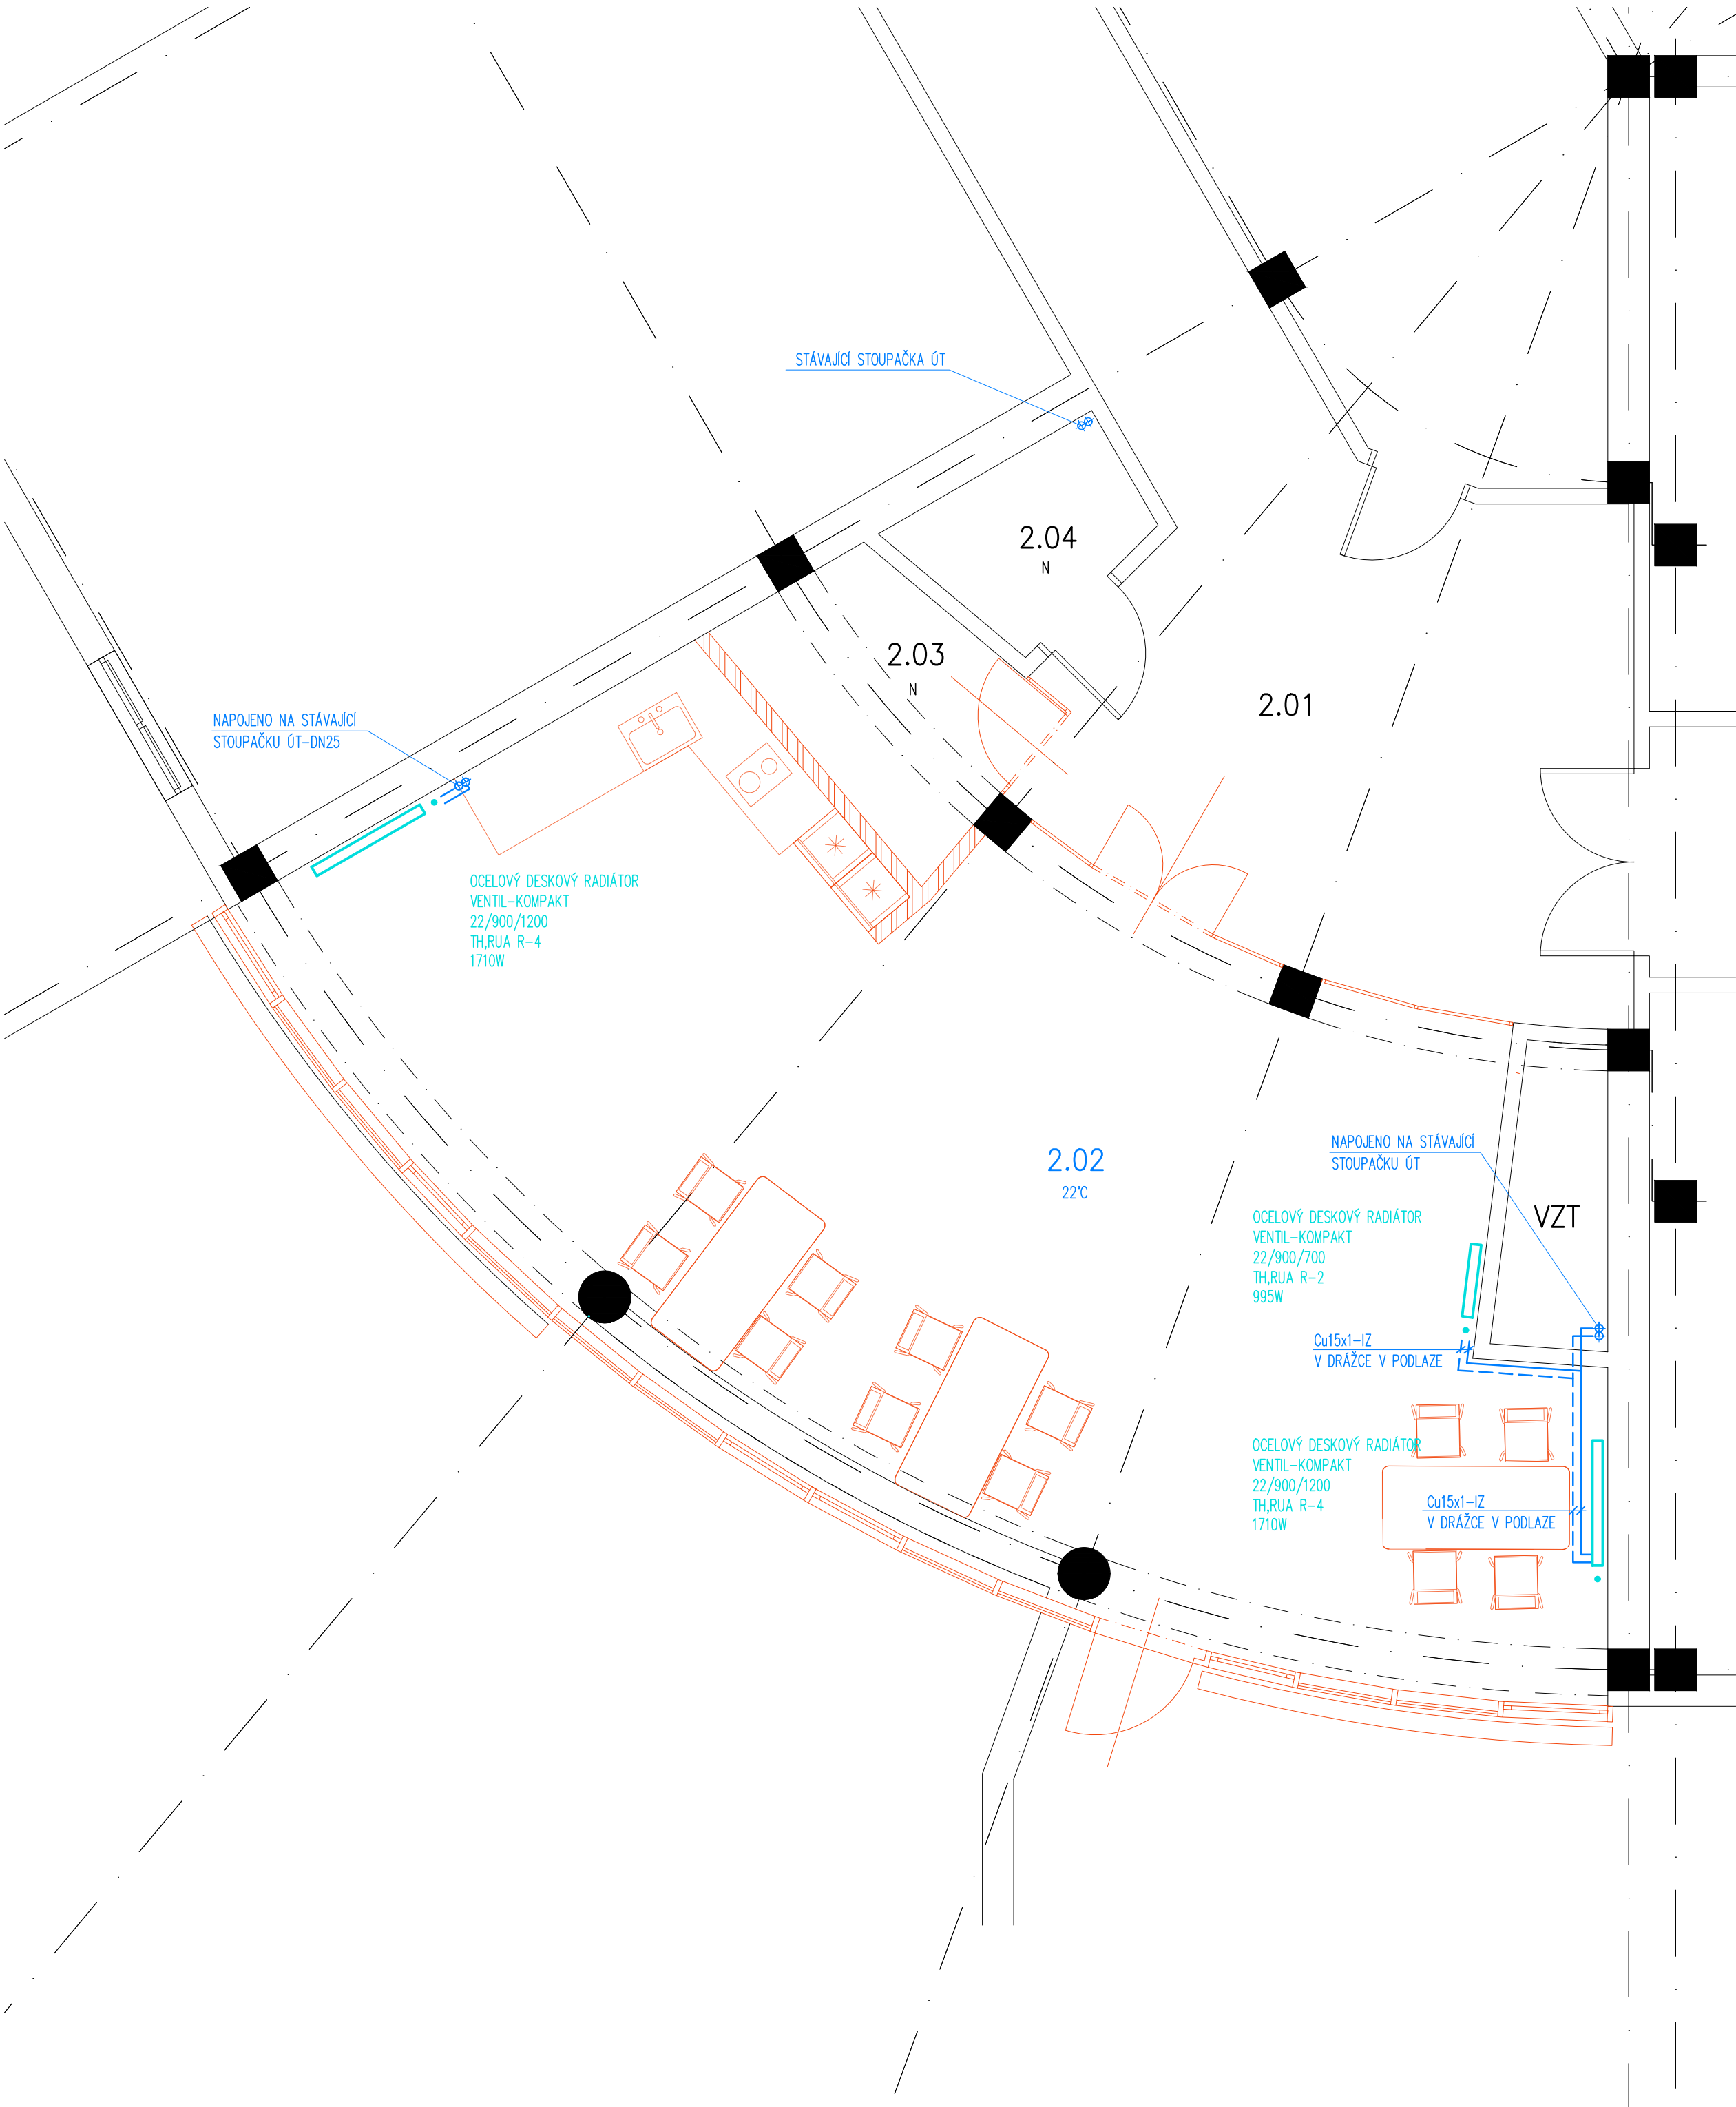 STÁVAJÍCÍ STOUPAČKA ÚT
2.04
N
2.03
N
2.01
NAPOJENO NA STÁVAJÍCÍ
STOUPAČKU ÚT-DN25
OCELOVÝ DESKOVÝ RADIÁTOR
VENTIL-KOMPAKT
22/900/1200
TH,RUA R-4
1710W
2.02
22°C
NAPOJENO NA STÁVAJÍCÍ
STOUPAČKU ÚT
VZT
OCELOVÝ DESKOVÝ RADIÁTOR
VENTIL-KOMPAKT
22/900/700
TH,RUA R-2
995W
Cu15x1-IZ
V DRÁŽCE V PODLAZE
OCELOVÝ DESKOVÝ RADIÁTOR
VENTIL-KOMPAKT
22/900/1200
TH,RUA R-4
1710W
Cu15x1-IZ
V DRÁŽCE V PODLAZE